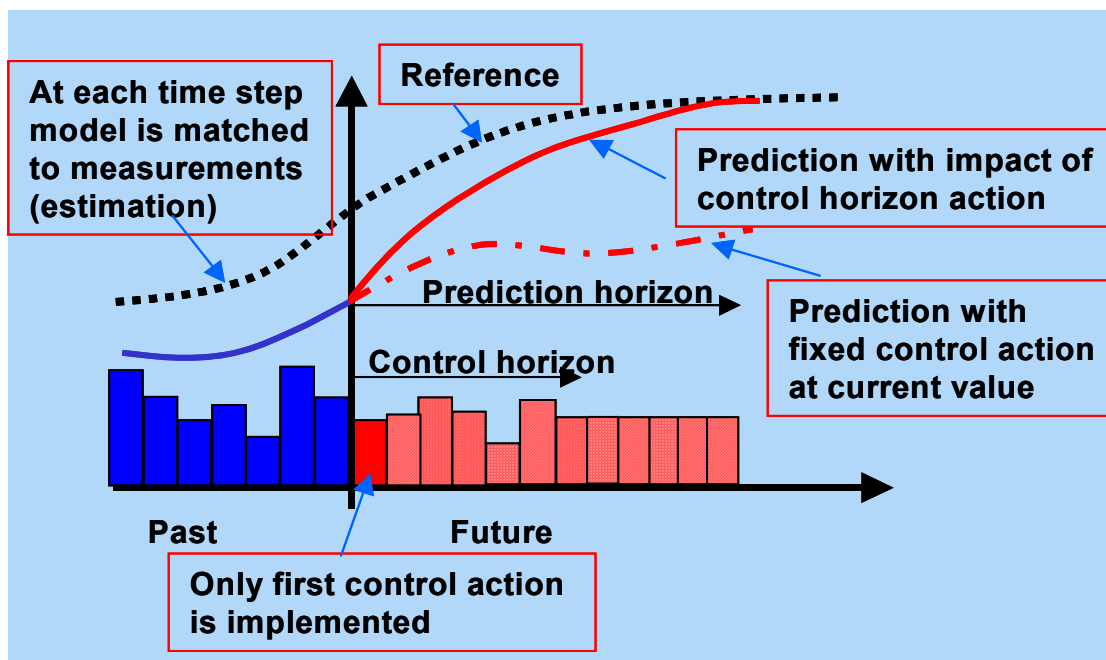 At each time step
model is matched
to measurements
(estimation)
Reference
Prediction with impact of
control horizon action
Prediction horizon
Prediction with
fixed control action
at current value
Control horizon
Past
Future
Only first control action
is implemented